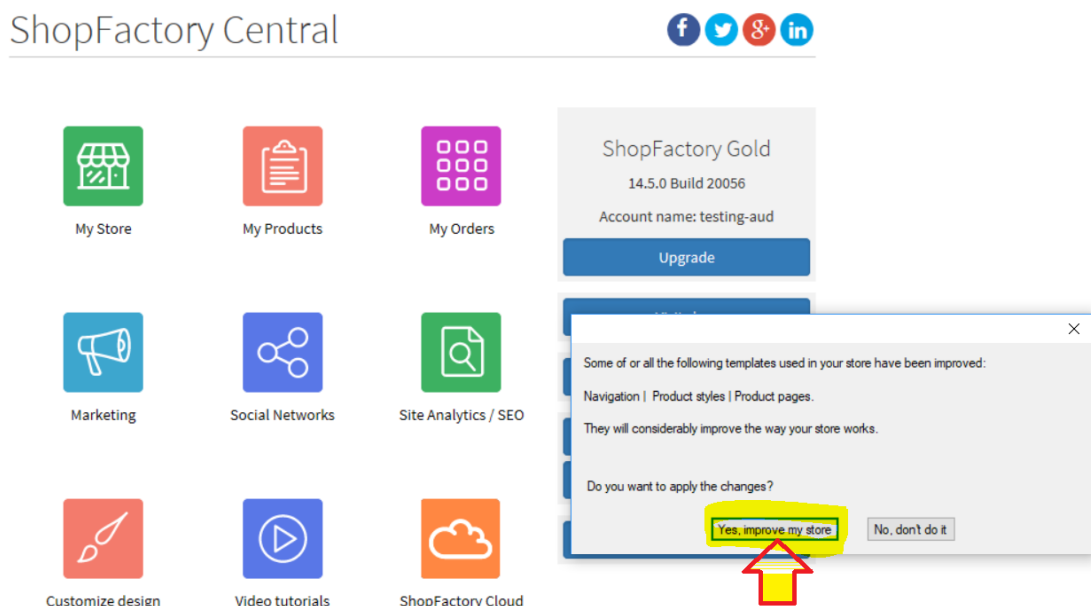 ShopFactory Central
f
8+
in
My Store
My Products
My Orders
ShopFactory Gold
14.5.0 Build 20056
Account name: testing-aud
Upgrade
Marketing
Social Networks
Site Analytics / SEO
Some of or all the following templates used in your store have been improved:
Navigation | Product styles | Product pages.
They will considerably improve the way your store works.
Do you want to apply the changes?
Yes, improve my store
No, don't do it
Customize design
Video tutorials
ShopFactory Cloud